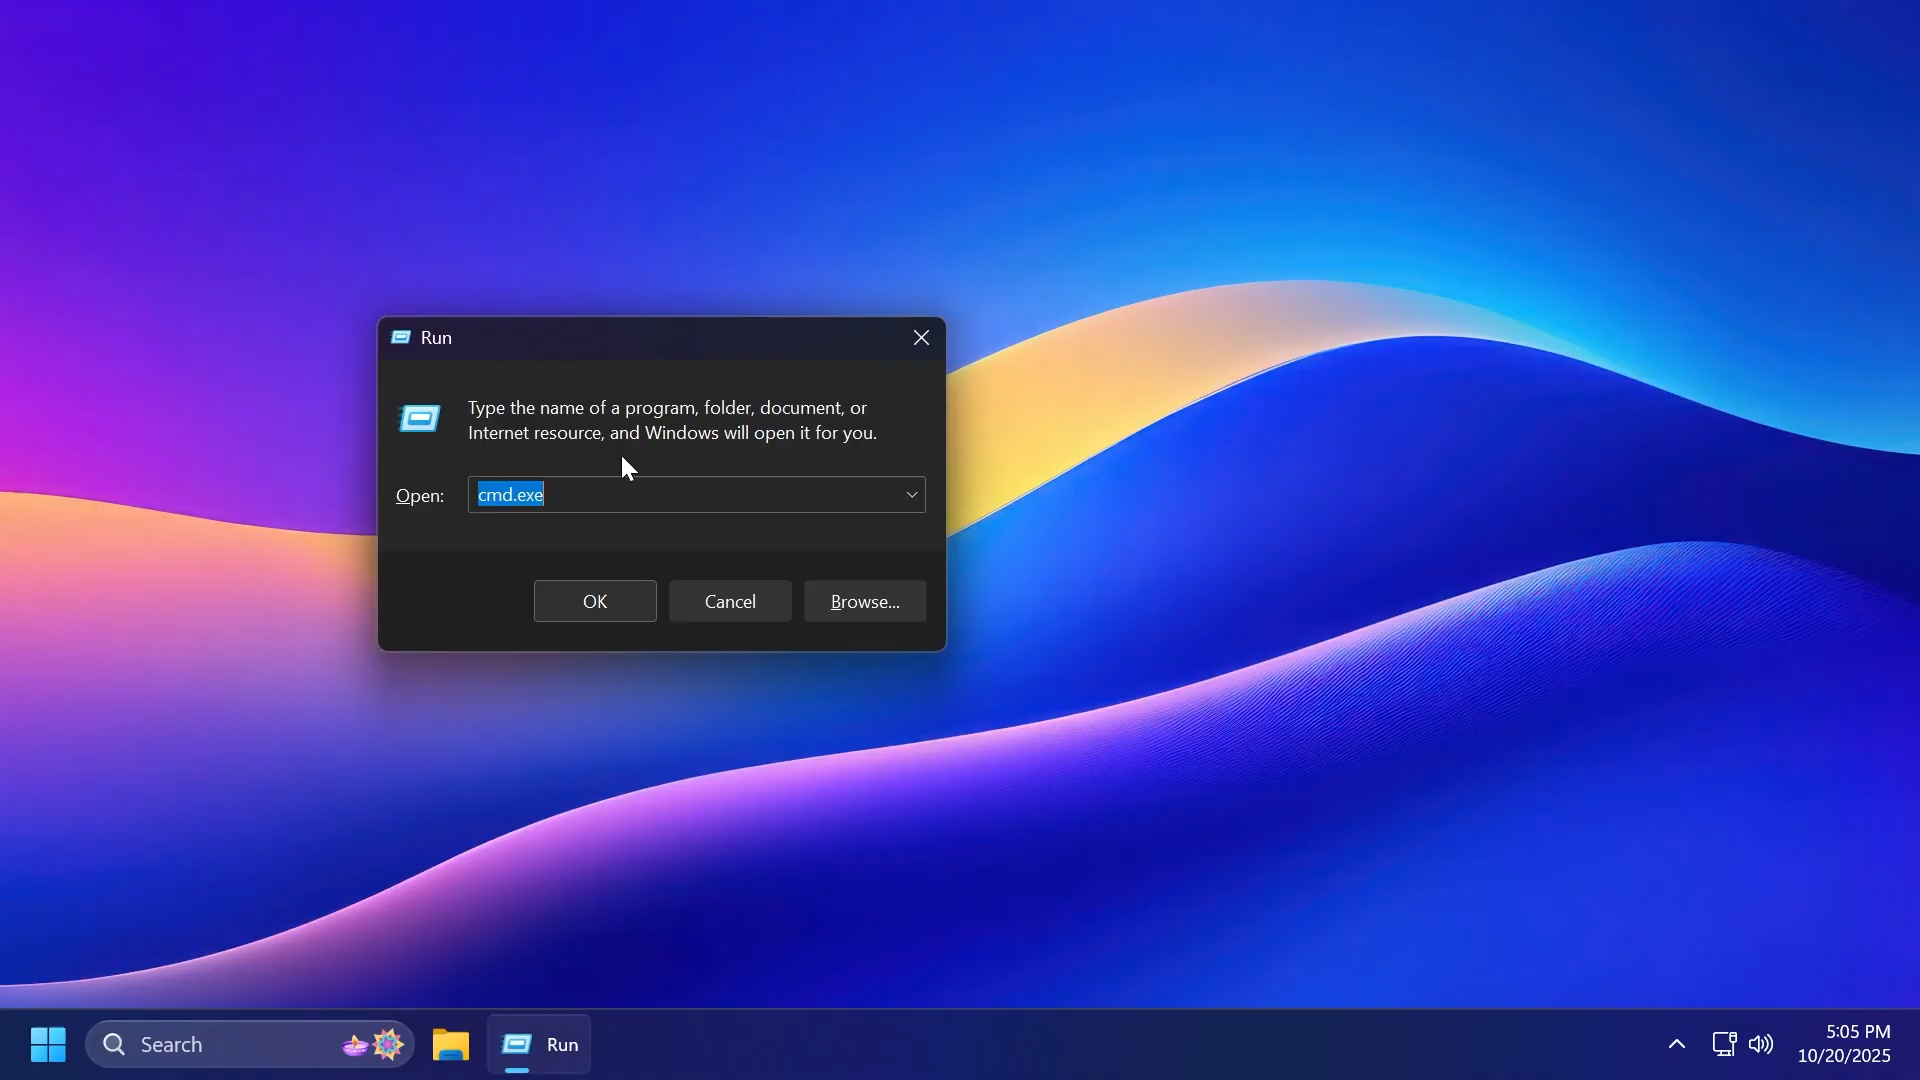 Run
Type the name of a program, folder, document, or
Internet resource, and Windows will open it for you.
Open:
cmd.exe
OK
Cancel
Browse...
Search
Run
5:05 PM
10/20/2025